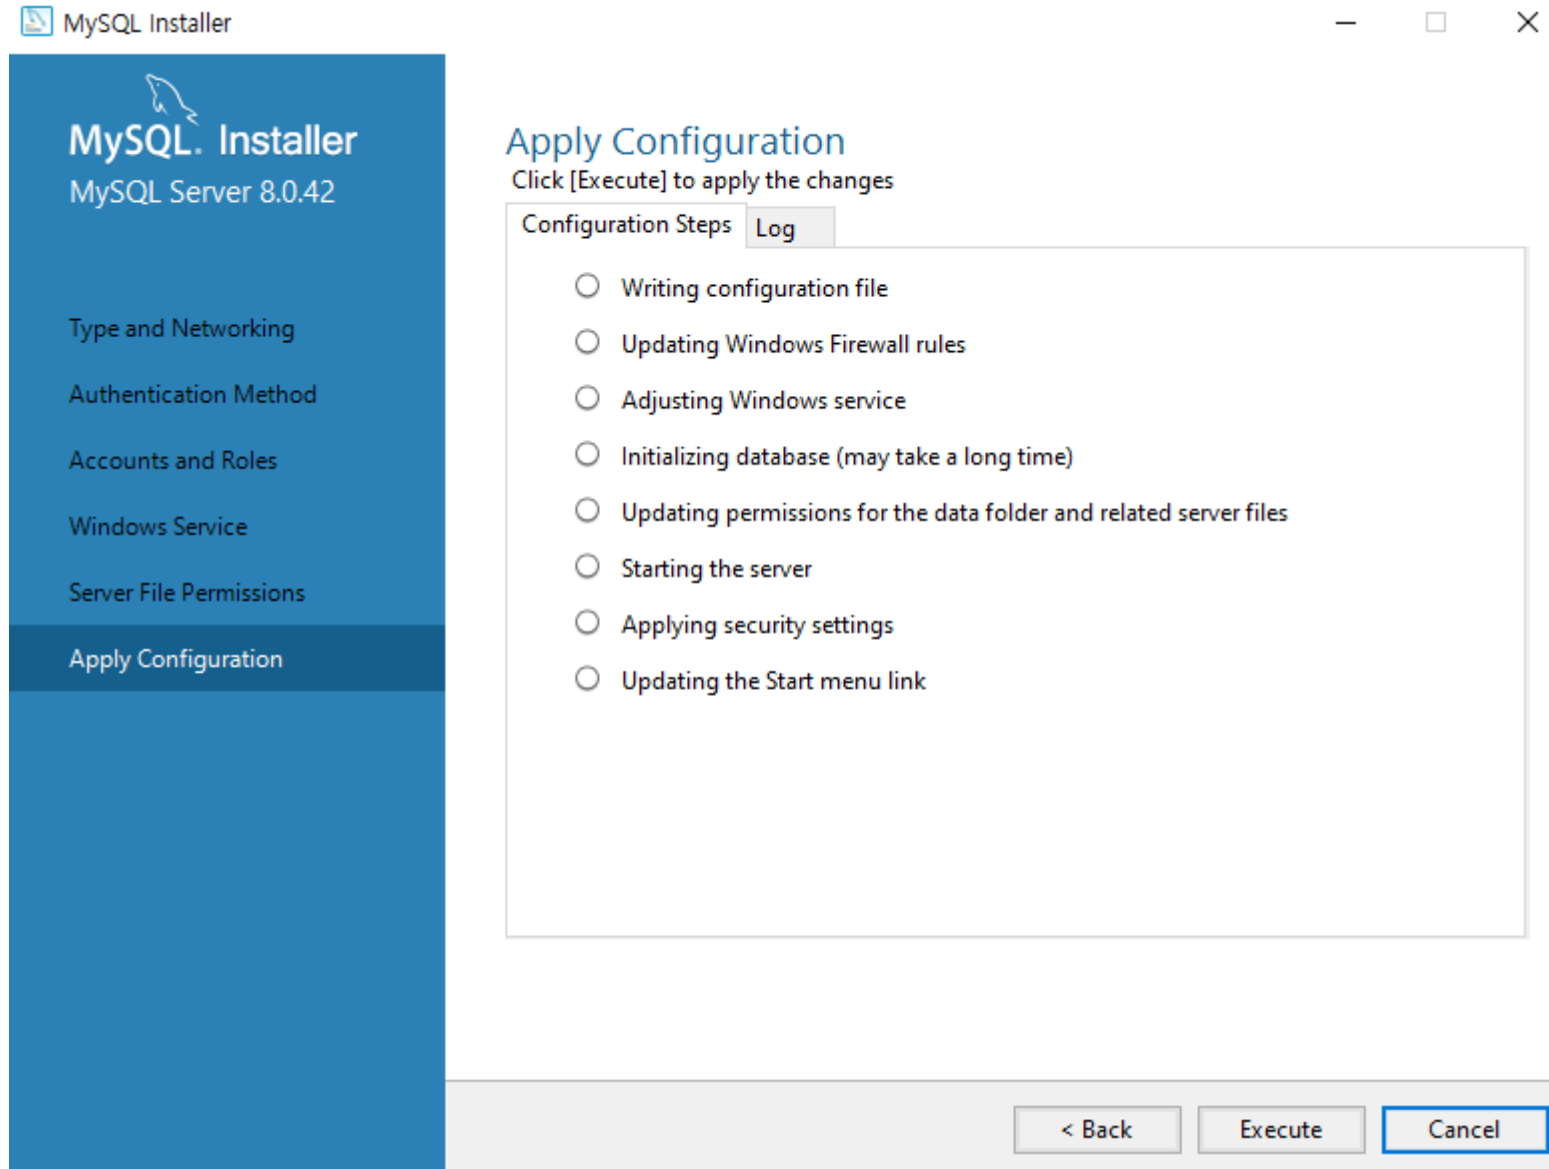 MySQL Installer
MySQL. Installer
MySQL Server 8.0.42
Type and Networking
Authentication Method
Accounts and Roles
Windows Service
Server File Permissions
Apply Configuration
Apply Configuration
Click [Execute] to apply the changes
Configuration Steps
Log
Writing configuration file
Updating Windows Firewall rules
Adjusting Windows service
Initializing database (may take a long time)
Updating permissions for the data folder and related server files
Starting the server
Applying security settings
Updating the Start menu link
< Back
Execute
Cancel